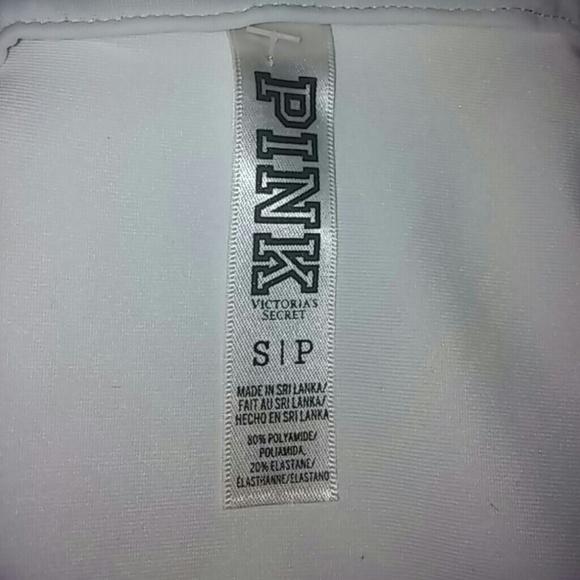 PINK
VICTORIA'S
SECRET
S|P
MADE IN SRI LANKA/
FAIT AU SRI LANKA/
HECHO EN SRI LANKA
80% POLYAMIDE/
POLIAMIDA,
20% ELASTANE/
ÉLASTHANNE/ELASTANO